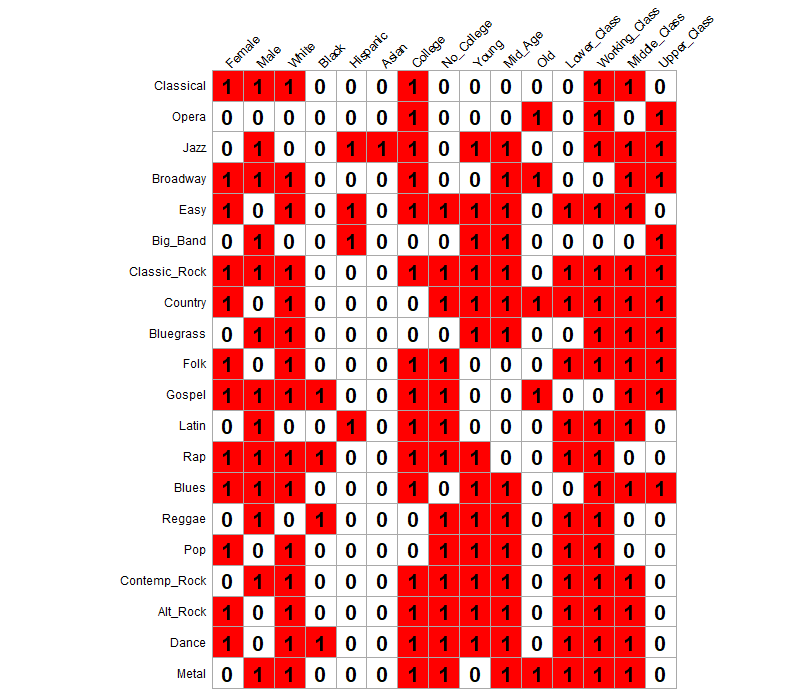 Female Male White Black Hispanic Asian College No_College Young Mid_Age Old Lower_Class Working_Class Middle_Class Upper_Class
Classical 1 1 1 0 0 0 1 0 0 0 0 0 1 1 0
Opera 0 0 0 0 0 0 1 0 0 0 1 0 1 0 1
Jazz 0 1 0 0 1 1 1 0 1 1 0 0 1 1 1
Broadway 1 1 1 0 0 0 1 0 0 1 1 0 0 1 1
Easy 1 0 1 0 1 0 1 1 1 1 0 1 1 1 0
Big_Band 0 1 0 0 1 0 0 0 1 1 0 0 0 0 1
Classic_Rock 1 1 1 0 0 0 1 1 1 1 0 1 1 1 1
Country 1 0 1 0 0 0 0 1 1 1 1 1 1 1 1
Bluegrass 0 1 1 0 0 0 0 0 1 1 0 0 1 1 1
Folk 1 0 1 0 0 0 1 1 0 0 0 1 1 1 1
Gospel 1 1 1 1 0 0 1 1 0 0 1 0 0 1 1
Latin 0 1 0 0 1 0 1 1 0 0 0 1 1 1 0
Rap 1 1 1 1 0 0 1 1 1 0 0 1 1 0 0
Blues 1 1 1 0 0 0 1 0 1 1 0 0 1 1 1
Reggae 0 1 0 1 0 0 0 1 1 1 0 1 1 0 0
Pop 1 0 1 0 0 0 0 1 1 1 0 1 1 0 0
Contemp_Rock 0 1 1 0 0 0 1 1 1 1 0 1 1 1 0
Alt_Rock 1 0 1 0 0 0 1 1 1 1 0 1 1 1 0
Dance 1 0 1 1 0 0 1 1 1 1 0 1 1 1 0
Metal 0 1 1 0 0 0 1 1 0 1 1 1 1 1 0